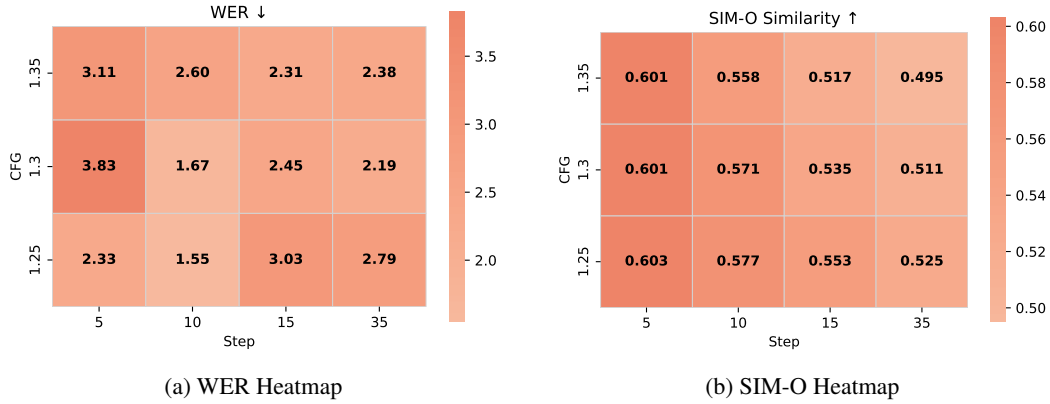 WER ↓
CFG
1.35
3.11 2.60 2.31 2.38
1.3
3.83 1.67 2.45 2.19
1.25
2.33 1.55 3.03 2.79
5 10 15 35
Step
3.5
3.0
2.5
2.0
(a) WER Heatmap
SIM-O Similarity ↑
CFG
1.35
0.601 0.558 0.517 0.495
1.3
0.601 0.571 0.535 0.511
1.25
0.603 0.577 0.553 0.525
5 10 15 35
Step
0.60
0.58
0.56
0.54
0.52
0.50
(b) SIM-O Heatmap